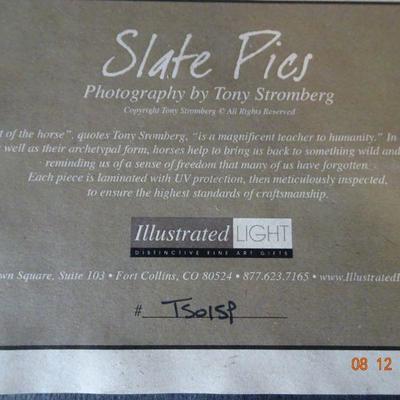 Slate Pics
Photography by Tony Stromberg
Copyright Tony Stromberg © All Rights Reserved
t of the horse", quotes Tony Sromberg, "is a magnificent teacher to humanity." In
well as their archetypal form, horses help to bring us back to something wild and
reminding us of a sense of freedom that many of us have forgotten.
Each piece is laminated with UV protection, then meticulously inspected,
to ensure the highest standards of craftsmanship.
Illustrated LIGHT
DISTINCTIVE FINE ART GIFTS
wn Square, Suite 103 • Fort Collins, CO 80524 • 877.623.7165 • www.IllustratedL
# TS015P
08 12